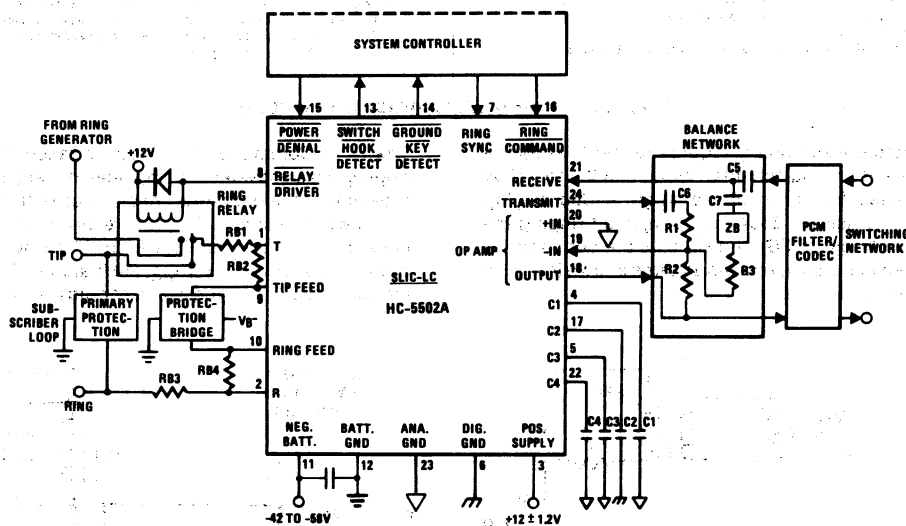 SYSTEM CONTROLLER
15
13
14
7
16
POWER DENIAL
SWITCH HOOK DETECT
GROUND KEY DETECT
RING SYNC
RING COMMAND
FROM RING GENERATOR
+12V
8
RELAY DRIVER
RING RELAY
1
T
RB1
RB2
TIP
TIP FEED
9
SUB-SCRIBER LOOP
PRIMARY PROTECTION
PROTECTION BRIDGE
VB-
10
RING FEED
RB4
RB3
2
R
RING
SLIC-LC
HC-5502A
BALANCE NETWORK
21
RECEIVE
24
TRANSMIT
20
+IN
19
-IN
OP AMP
18
OUTPUT
C5
C6
C7
R1
ZB
R2
R3
PCM FILTER/CODEC
SWITCHING NETWORK
4
C1
17
C2
5
C3
22
C4
C4
C3
C2
C1
NEG. BATT.
BATT. GND
ANA. GND
DIG. GND
POS. SUPPLY
11
12
23
6
3
-42 TO -58V
+12 ± 1.2V